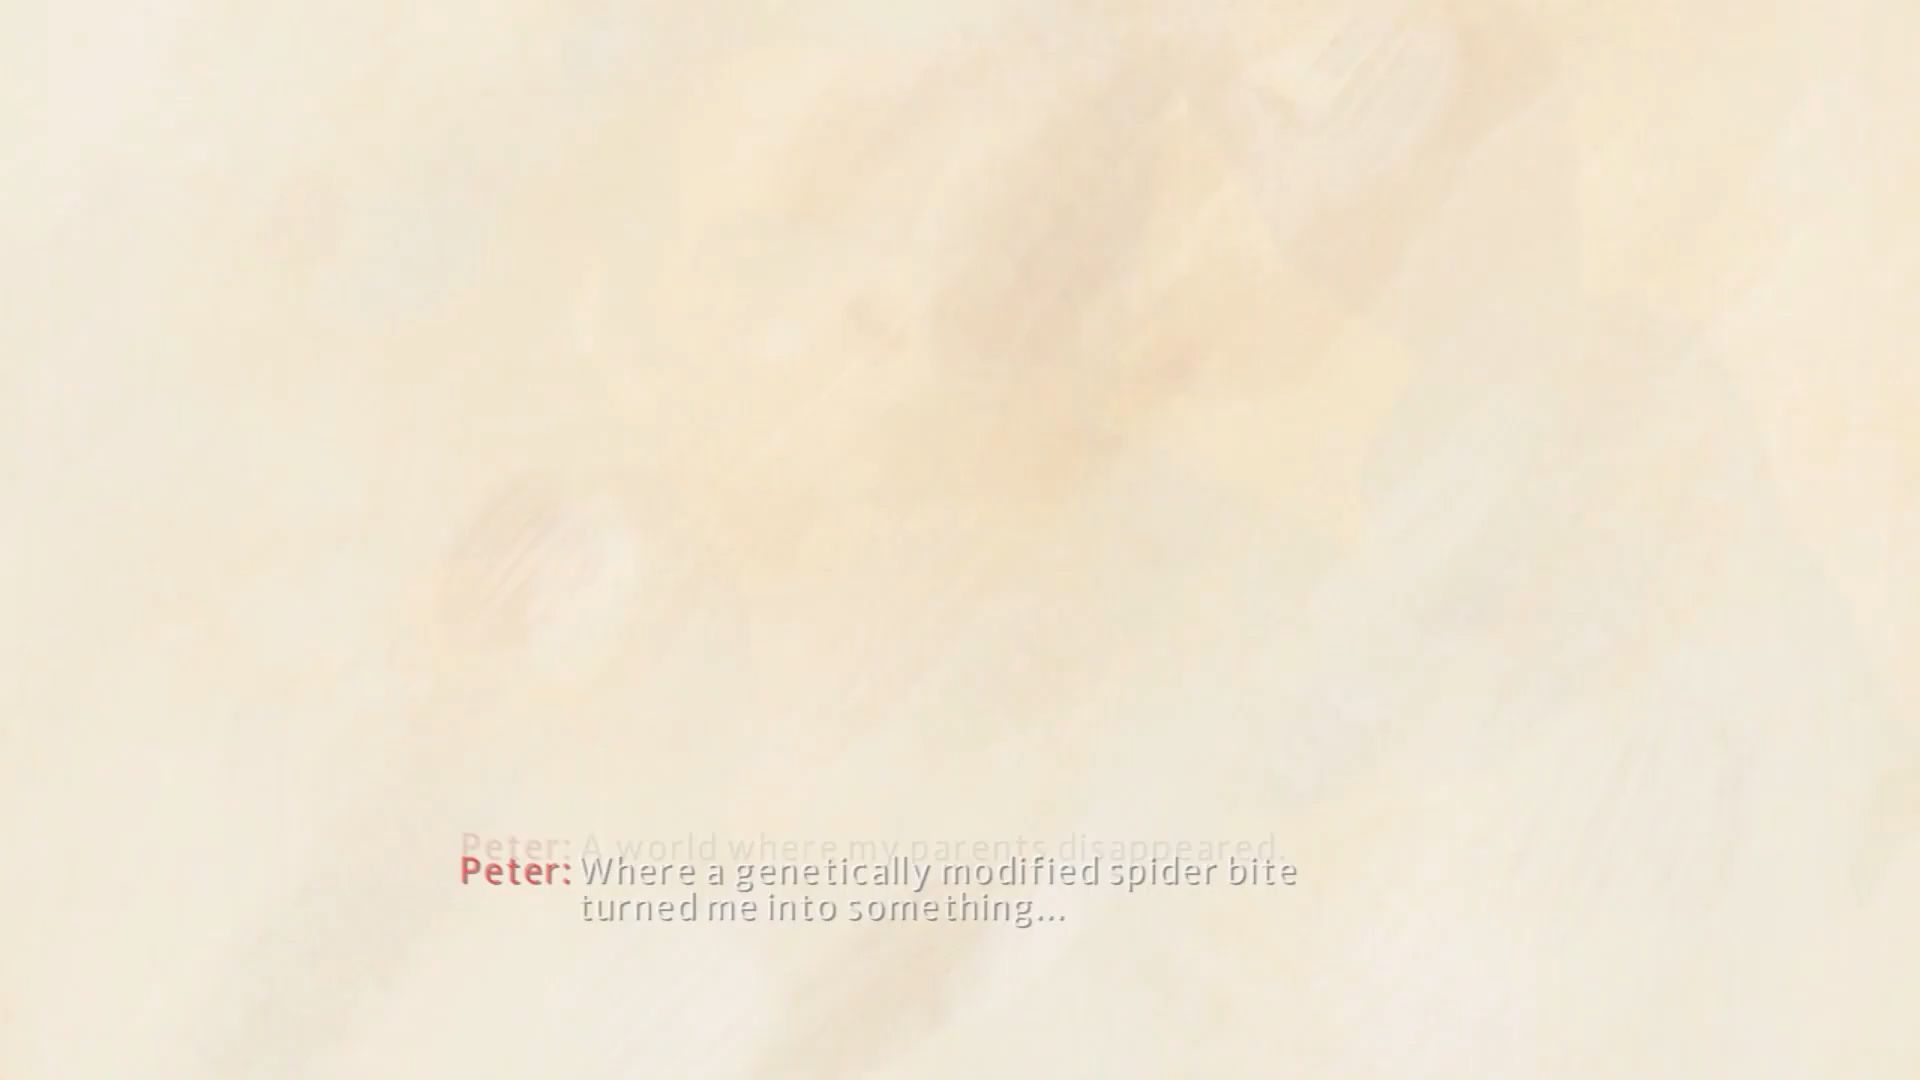 Peter: A world where my parents disappeared.
Peter: Where a genetically modified spider bite
turned me into something...